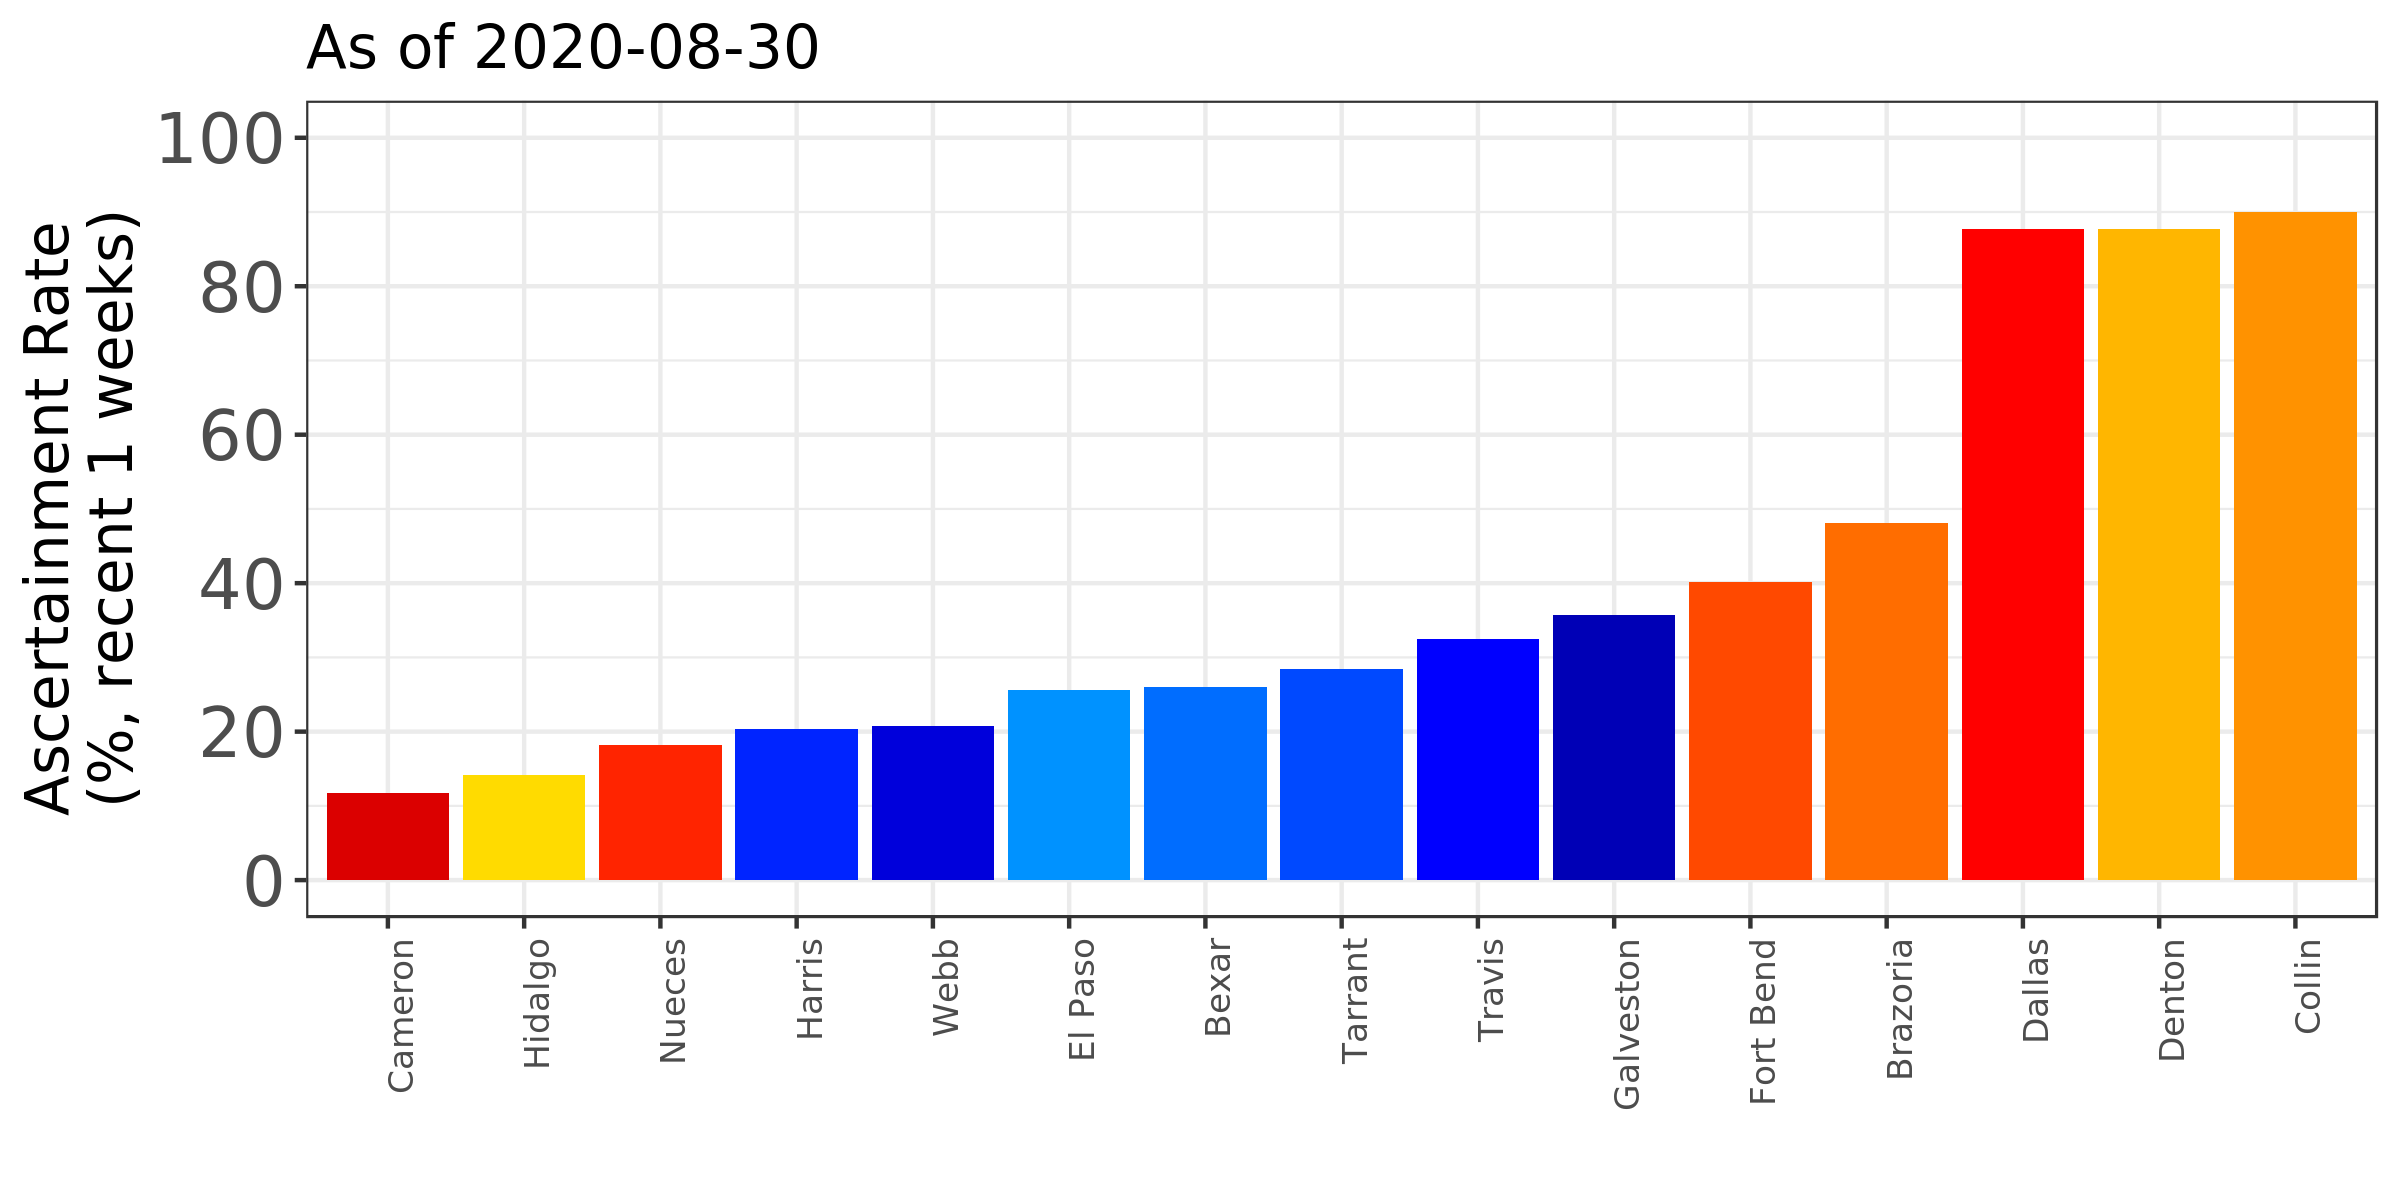 As of 2020-08-30
Ascertainment Rate
(%, recent 1 weeks)
100
80
60
40
20
0
Cameron
Hidalgo
Nueces
Harris
Webb
El Paso
Bexar
Tarrant
Travis
Galveston
Fort Bend
Brazoria
Dallas
Denton
Collin